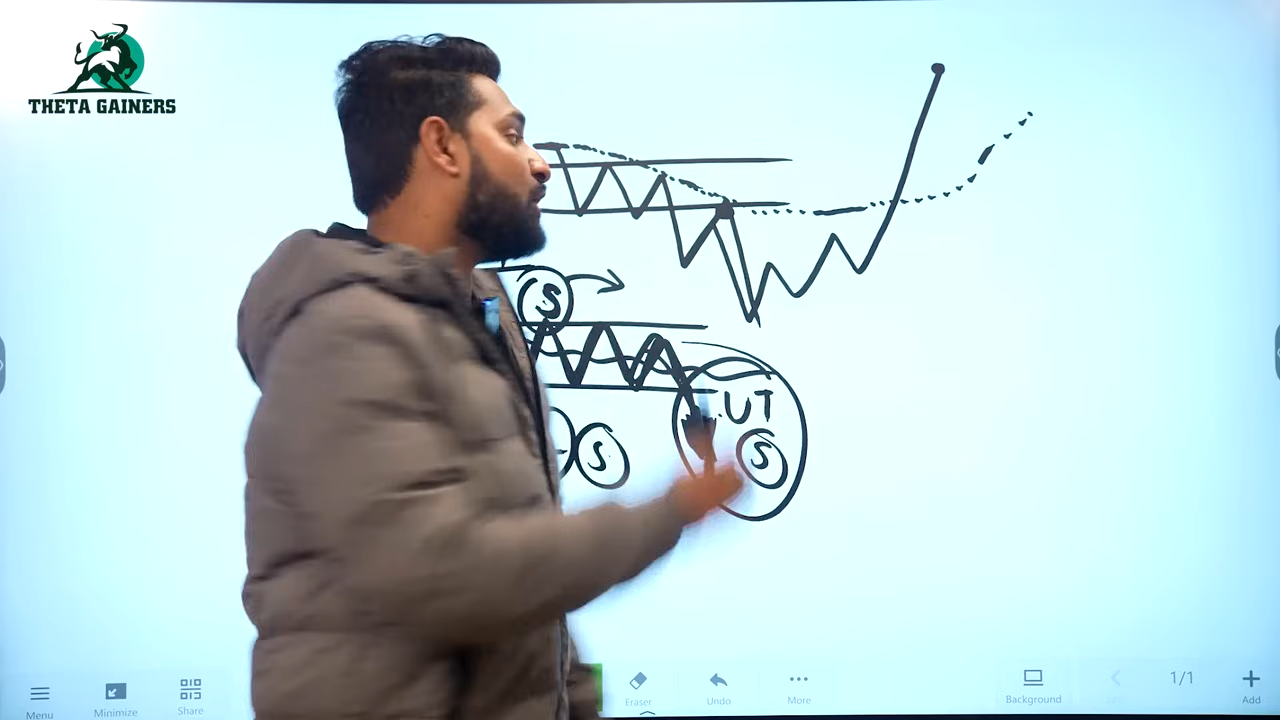 THETA GAINERS
S
UT
S
S
Menu
Minimize
Share
Eraser
Undo
More
Background
1/1
Add